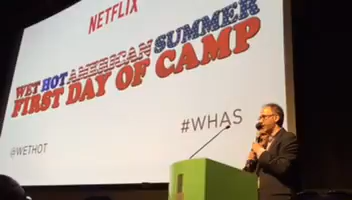 NETFLIX
WET HOT AMERICAN SUMMER
FIRST DAY OF CAMP
#WHAS
@WETHOT